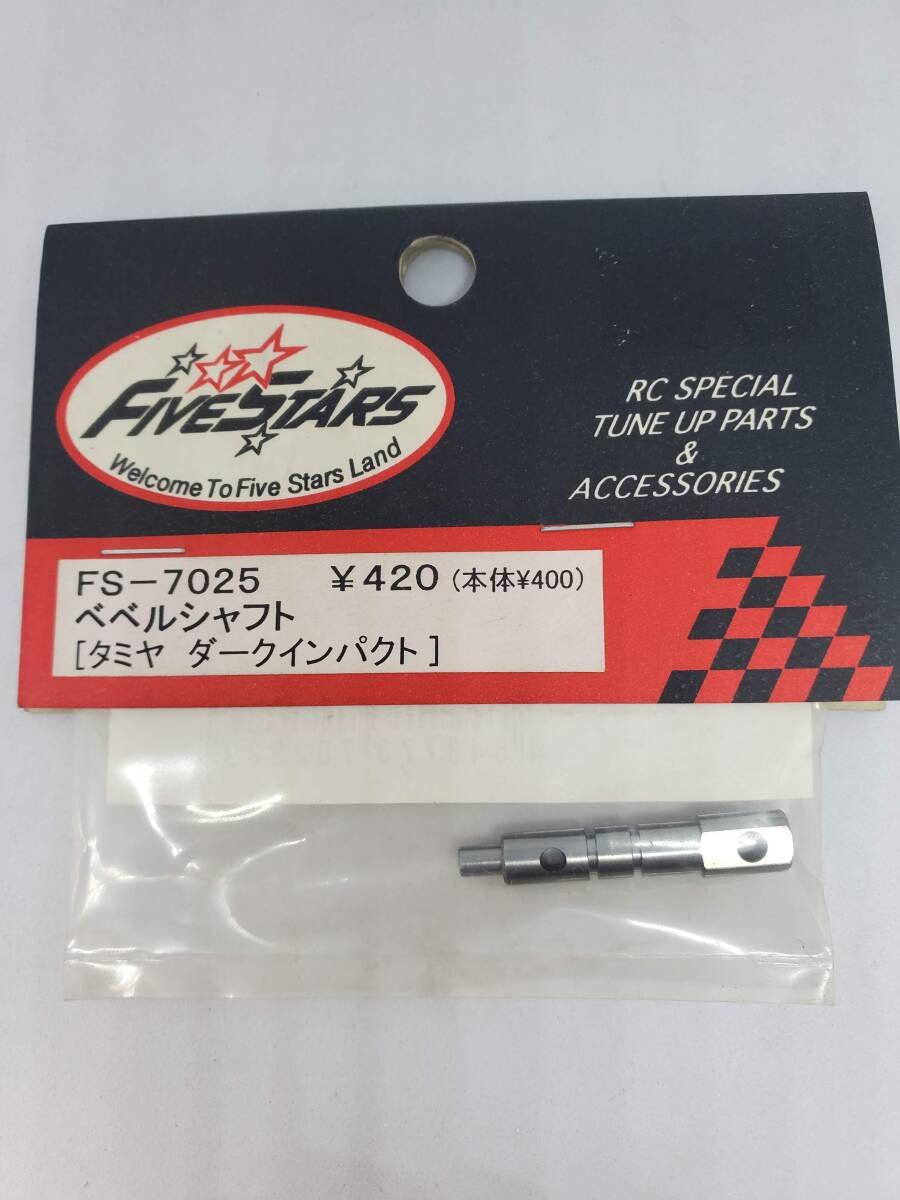 FIVESTARS
Welcome To Five Stars Land
RC SPECIAL
TUNE UP PARTS
&
ACCESSORIES
FS-7025 ¥420 (本体¥400)
ベベルシャフト
[タミヤ ダークインパクト]